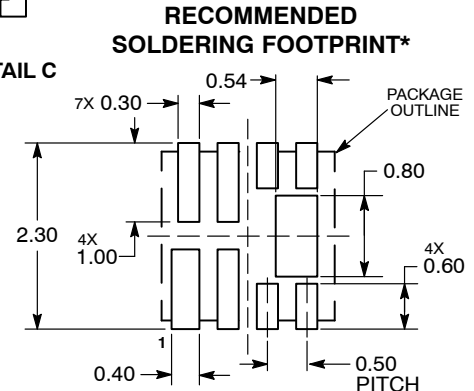 RECOMMENDED
SOLDERING FOOTPRINT*
TAIL C
0.54
7X 0.30
PACKAGE
OUTLINE
0.80
2.30
4X
1.00
4X
0.60
1
0.40
0.50
PITCH